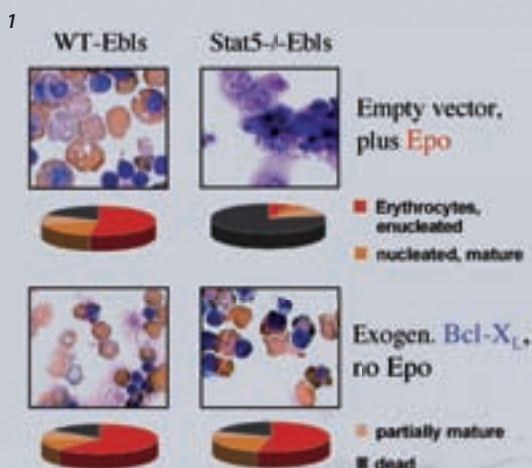 1
WT-Ebls Stat5-/-Ebls
Empty vector,
plus Epo
Erythrocytes,
enucleated
nucleated, mature
Exogen. Bcl-XL,
no Epo
partially mature
dead